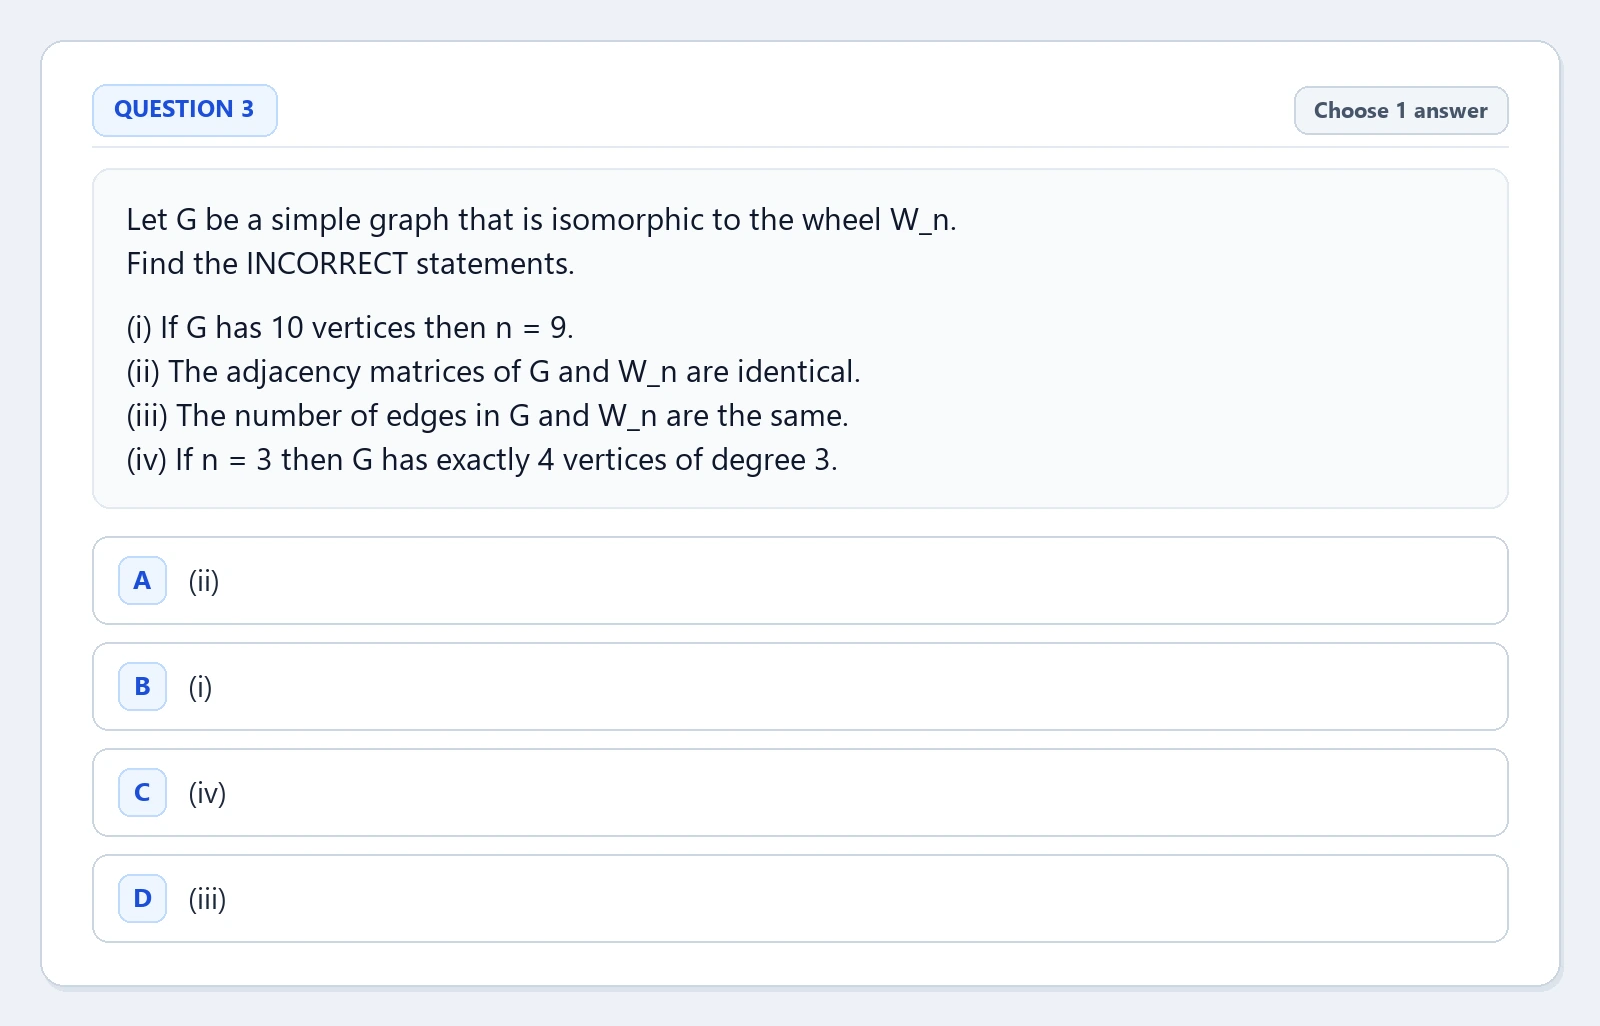 QUESTION 3
Choose 1 answer
Let G be a simple graph that is isomorphic to the wheel W_n.
Find the INCORRECT statements.
(i) If G has 10 vertices then n = 9.
(ii) The adjacency matrices of G and W_n are identical.
(iii) The number of edges in G and W_n are the same.
(iv) If n = 3 then G has exactly 4 vertices of degree 3.
A (ii)
B (i)
C (iv)
D (iii)